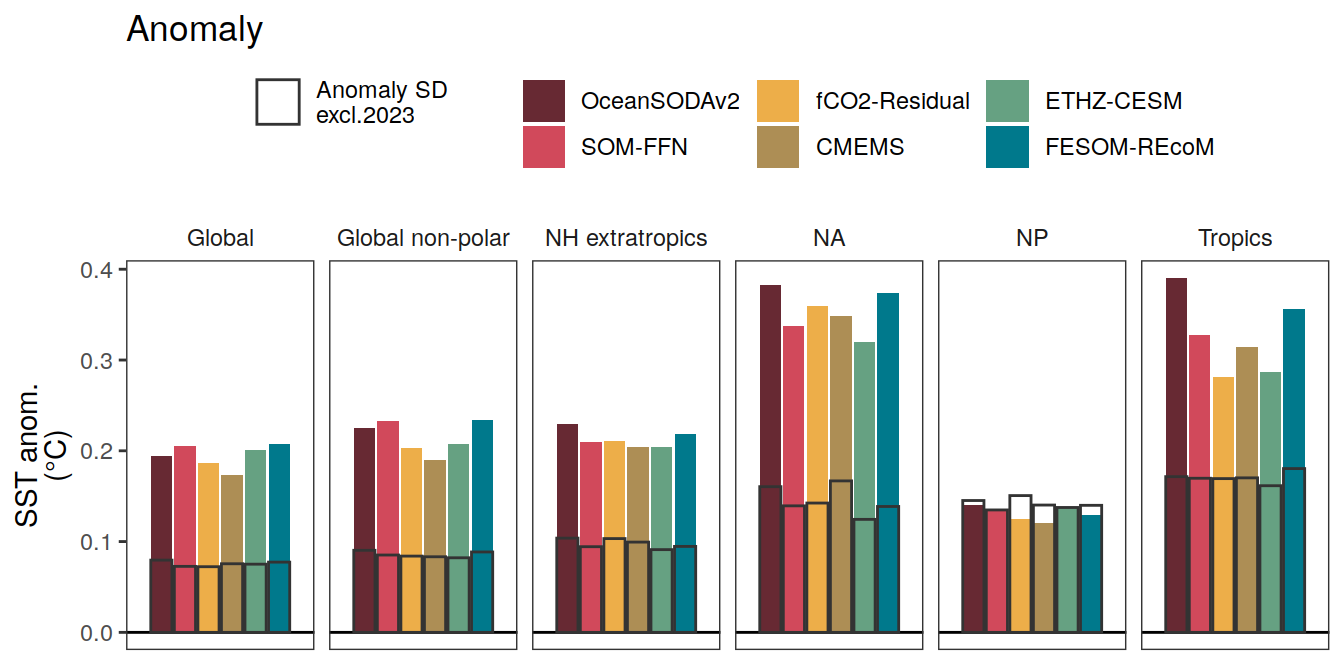 Anomaly
Anomaly SD
excl.2023
OceanSODAv2
fCO2-Residual
ETHZ-CESM
SOM-FFN
CMEMS
FESOM-REcoM
Global
Global non-polar
NH extratropics
NA
NP
Tropics
SST anom.
(°C)
0.4
0.3
0.2
0.1
0.0